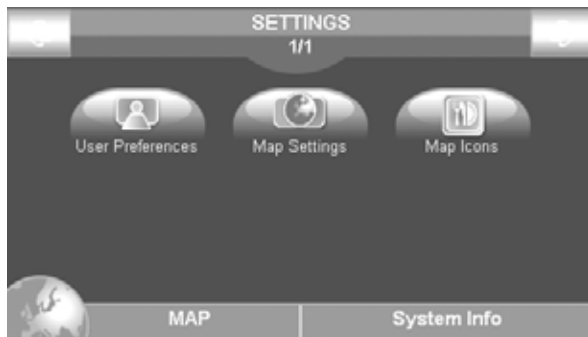 SETTINGS
1/1
User Preferences Map Settings Map Icons
MAP System Info